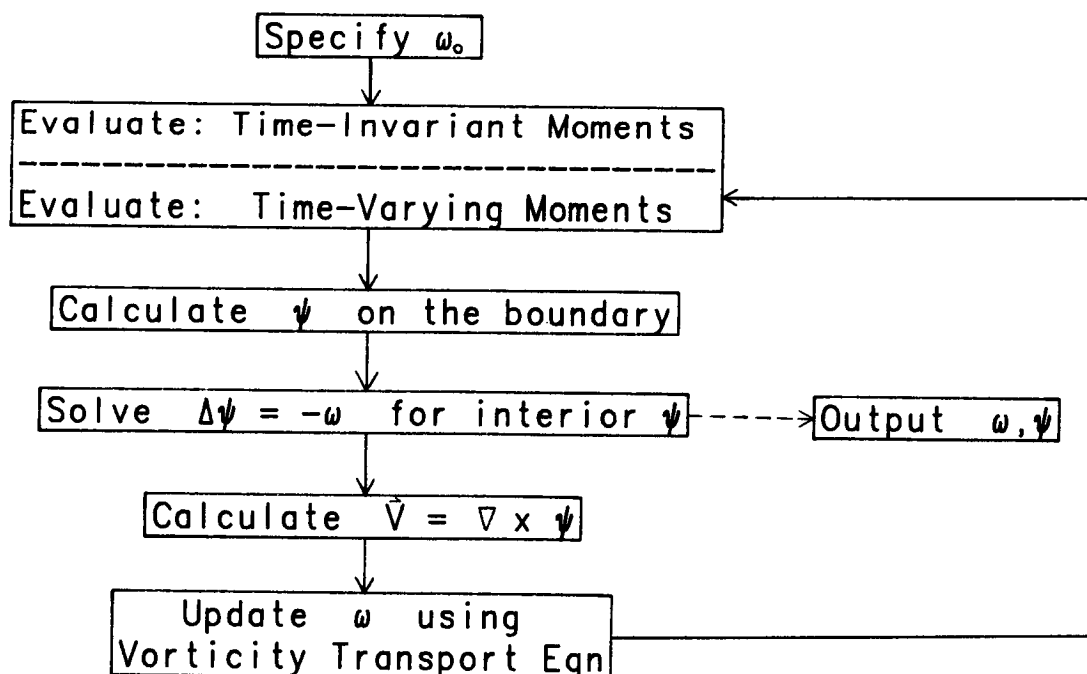 Specify ω₀
Evaluate: Time-Invariant Moments
Evaluate: Time-Varying Moments
Calculate ψ on the boundary
Solve Δψ = -ω for interior ψ
Output ω,ψ
Calculate V⃗ = ∇ x ψ
Update ω using
Vorticity Transport Eqn